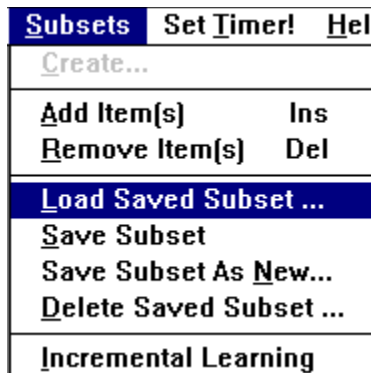 Subsets Set Timer! Hel
Create...
Add Item(s) Ins
Remove Item(s) Del
Load Saved Subset ...
Save Subset
Save Subset As New...
Delete Saved Subset ...
Incremental Learning